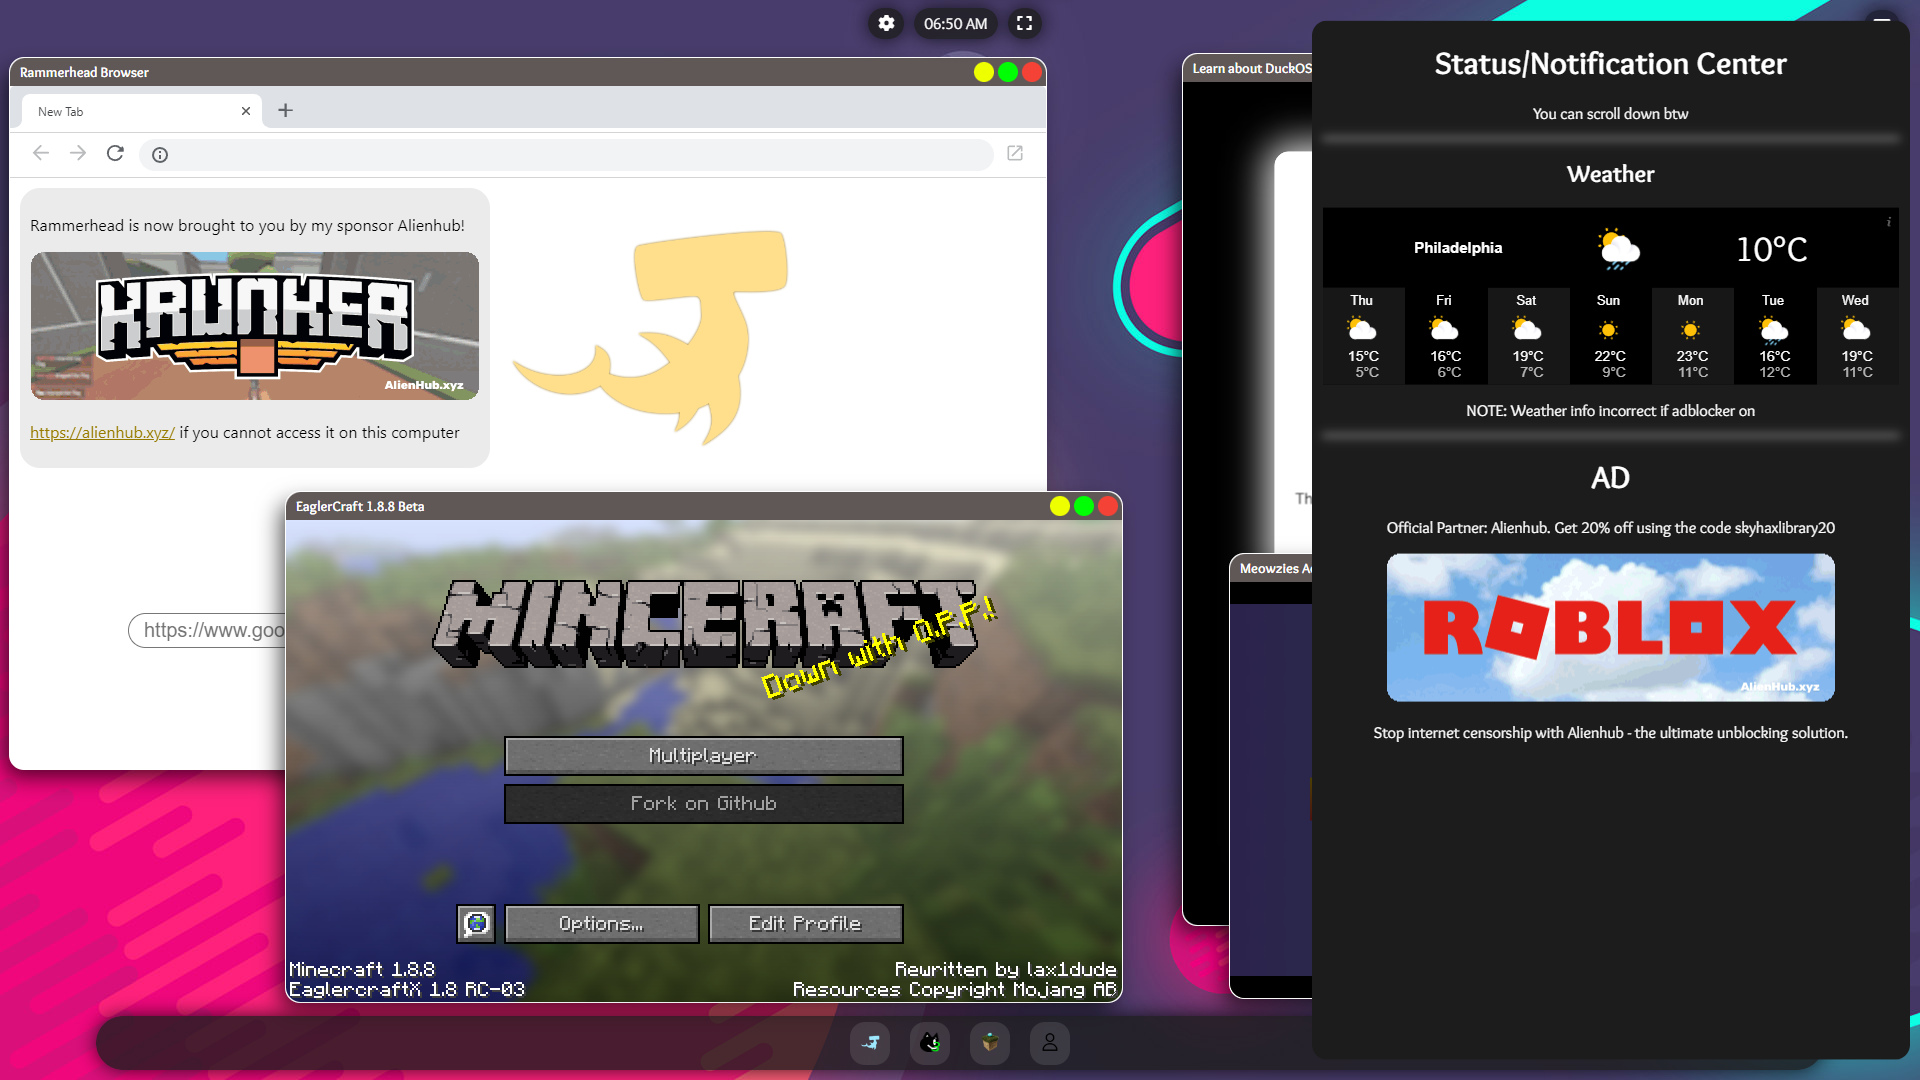 06:50 AM
Rammerhead Browser
New Tab
Rammerhead is now brought to you by my sponsor Alienhub!
KRUNKER
AlienHub.xyz
https://alienhub.xyz/ if you cannot access it on this computer
https://www.goo
EaglerCraft 1.8.8 Beta
MINCERAFT
Down with O.P.P.!
Multiplayer
Fork on Github
Options...
Edit Profile
Minecraft 1.8.8
EaglercraftX 1.8 RC-03
Rewritten by lax1dude
Resources Copyright Mojang AB
Learn about DuckOS
Th
Meowzies A
Status/Notification Center
You can scroll down btw
Weather
Philadelphia
10°C
i
Thu Fri Sat Sun Mon Tue Wed
15°C 16°C 19°C 22°C 23°C 16°C 19°C
5°C 6°C 7°C 9°C 11°C 12°C 11°C
NOTE: Weather info incorrect if adblocker on
AD
Official Partner: Alienhub. Get 20% off using the code skyhaxlibrary20
ROBLOX
AlienHub.xyz
Stop internet censorship with Alienhub - the ultimate unblocking solution.